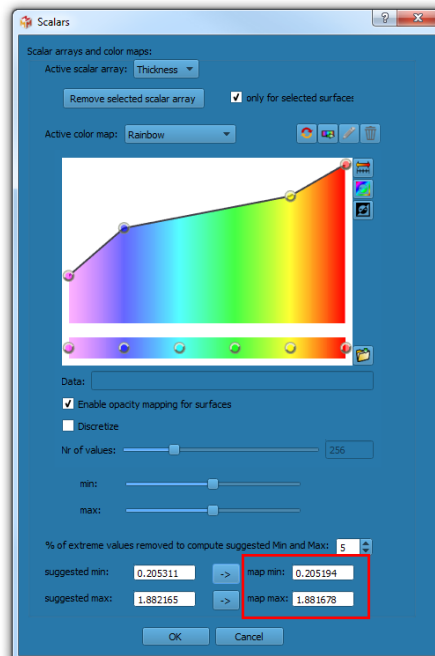 Scalars
Scalar arrays and color maps:
Active scalar array: Thickness
Remove selected scalar array only for selected surfaces
Active color map: Rainbow
Data:
Enable opacity mapping for surfaces
Discretize
Nr of values: 256
min:
max:
% of extreme values removed to compute suggested Min and Max: 5
suggested min: 0.205311 -> map min: 0.205194
suggested max: 1.882165 -> map max: 1.881678
OK Cancel